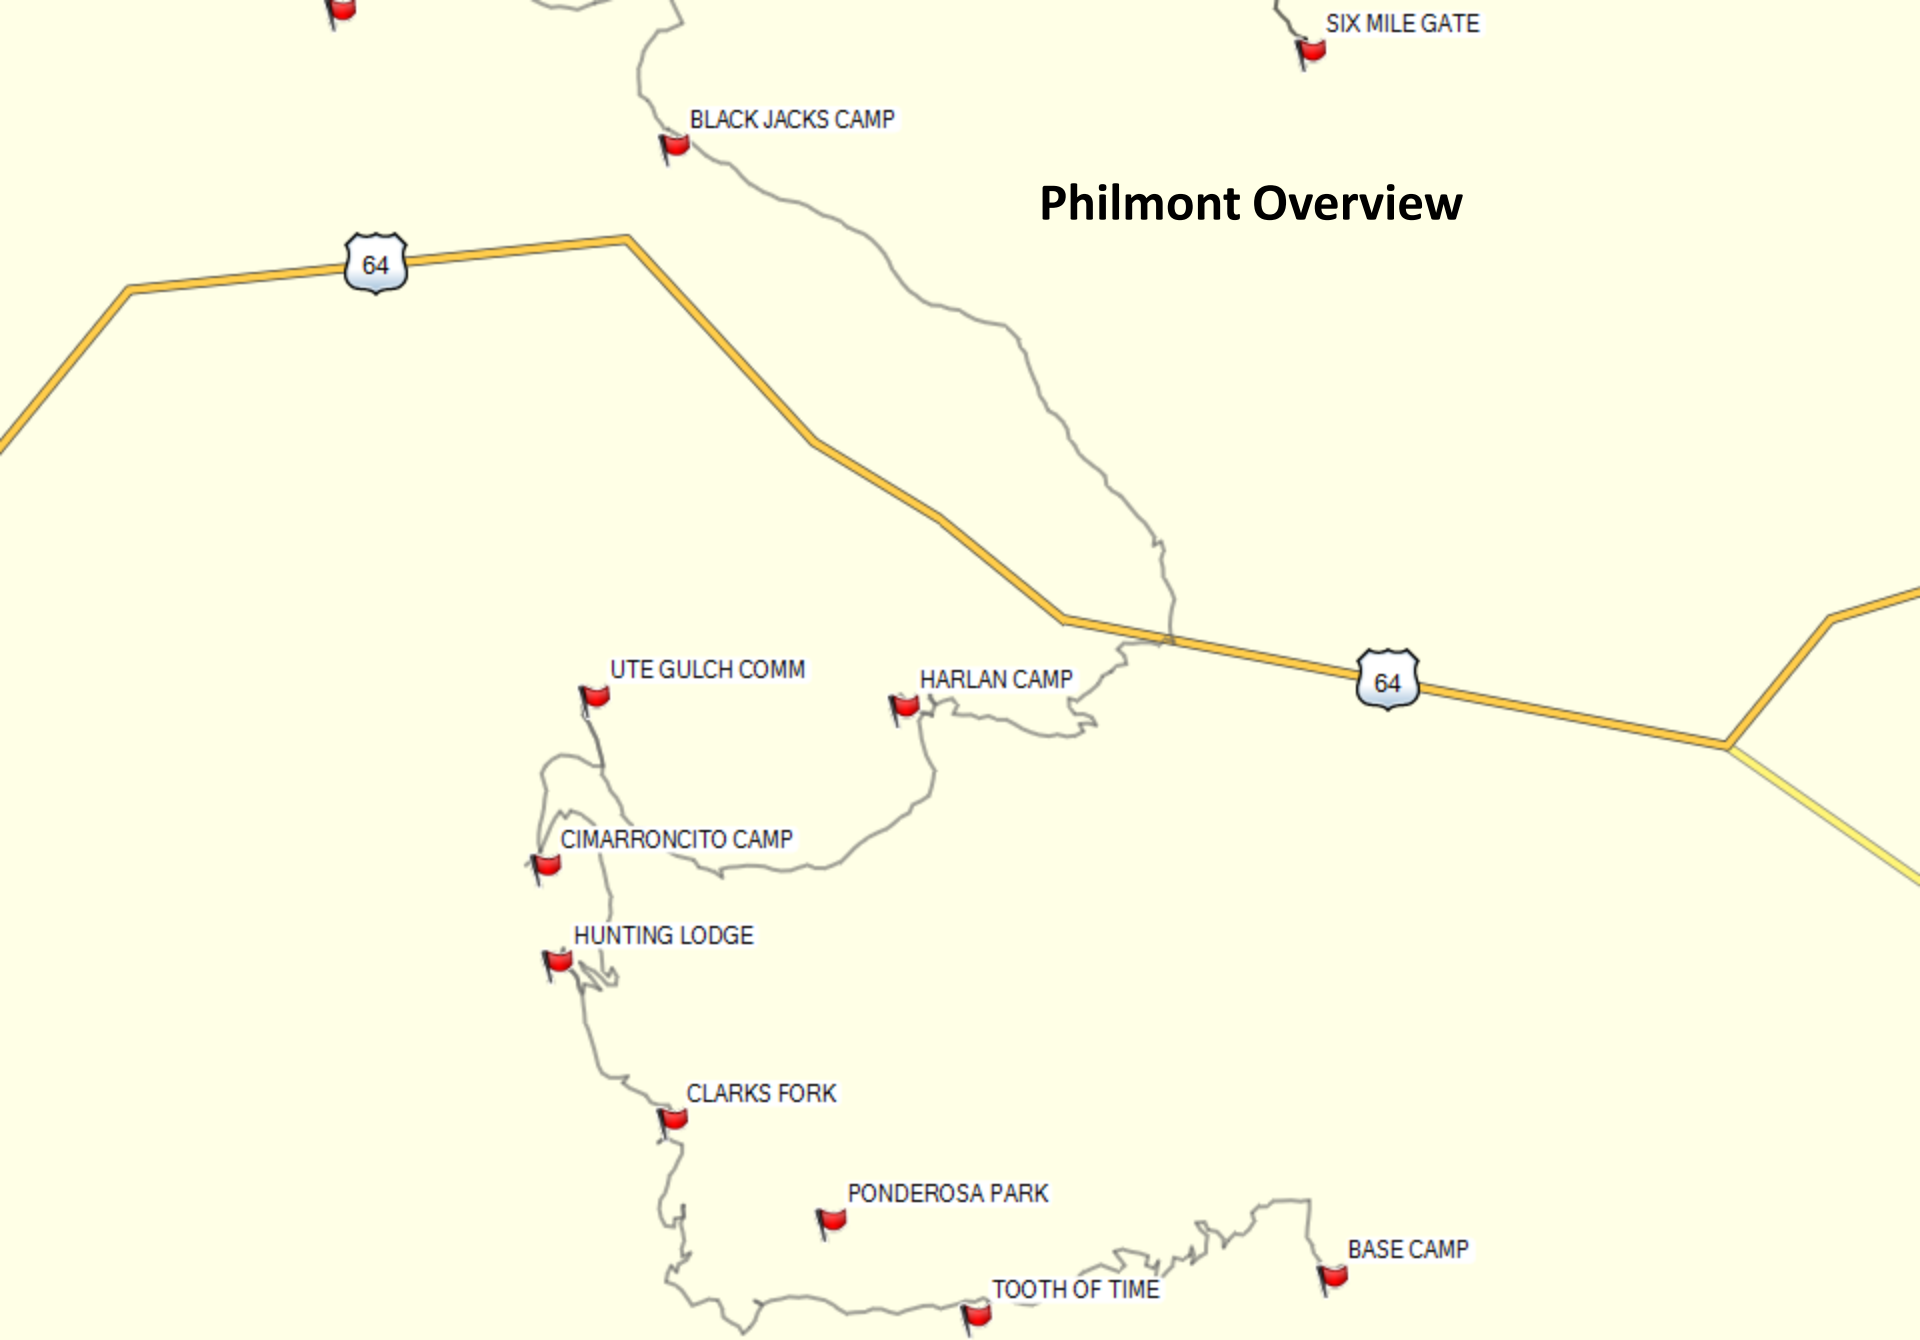 SIX MILE GATE
BLACK JACKS CAMP
Philmont Overview
64
UTE GULCH COMM
HARLAN CAMP
64
CIMARRONCITO CAMP
HUNTING LODGE
CLARKS FORK
PONDEROSA PARK
BASE CAMP
TOOTH OF TIME